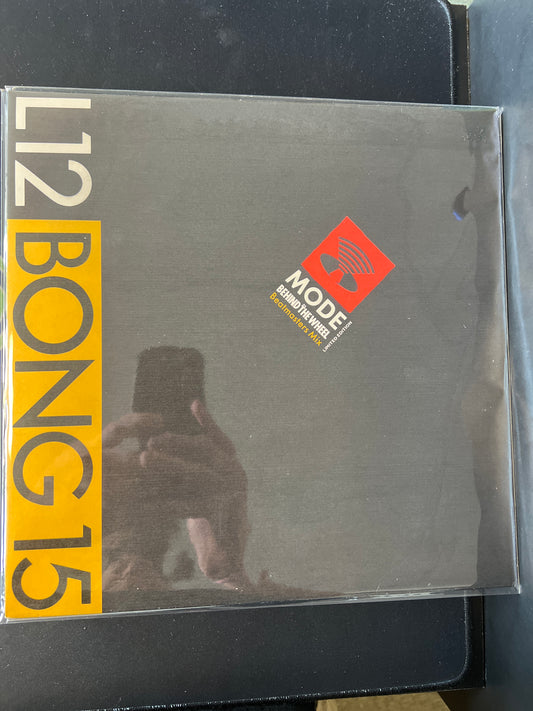 L12 BONG 15
MODE
BEHIND THE WHEEL
Beatmasters Mix
LIMITED EDITION